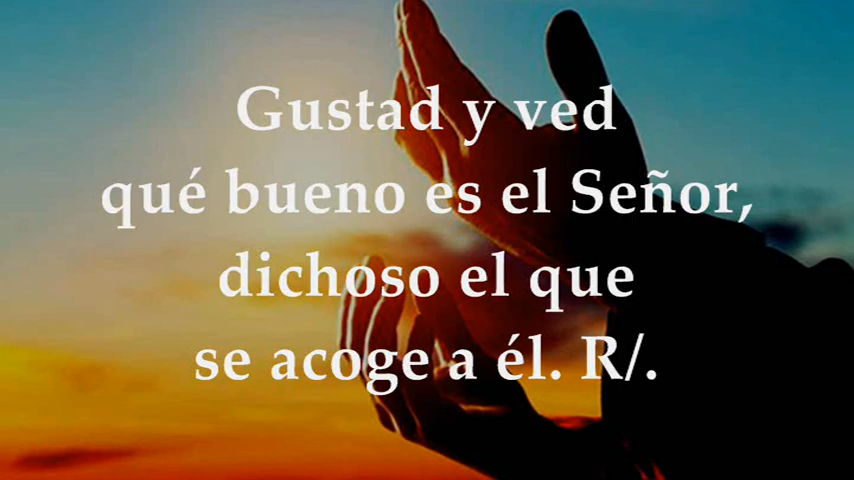 Gustad y ved
qué bueno es el Señor,
dichoso el que
se acoge a él. R/.